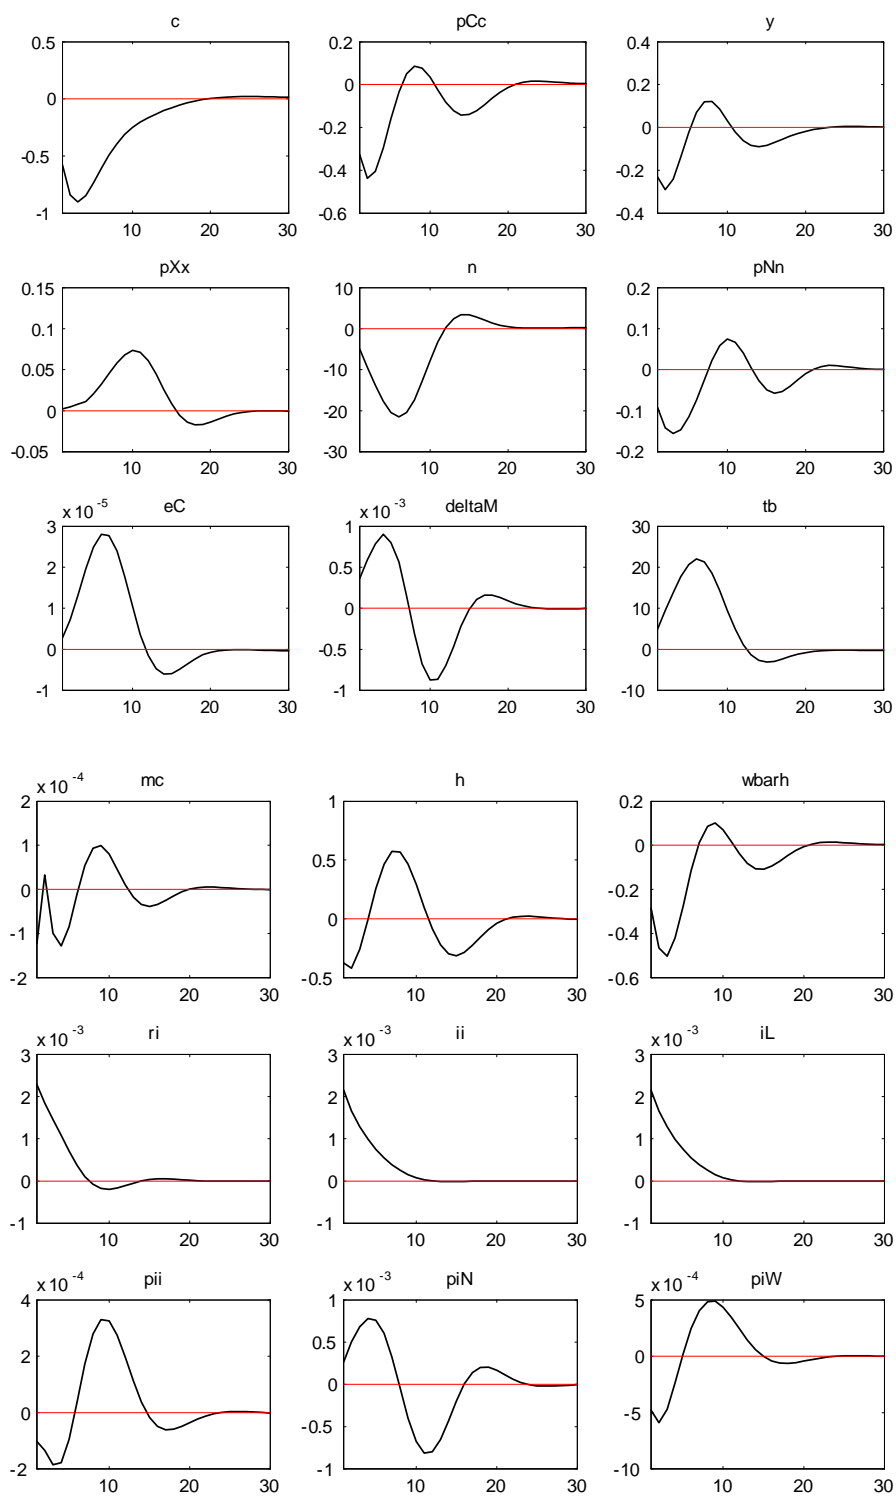 c
0.5
0
-0.5
-1
10 20 30
pCc
0.2
0
-0.2
-0.4
-0.6
10 20 30
y
0.4
0.2
0
-0.2
-0.4
10 20 30
pXx
0.15
0.1
0.05
0
-0.05
10 20 30
n
10
0
-10
-20
-30
10 20 30
pNn
0.2
0.1
0
-0.1
-0.2
10 20 30
eC
x 10 -5
3
2
1
0
-1
10 20 30
deltaM
x 10 -3
1
0.5
0
-0.5
-1
10 20 30
tb
30
20
10
0
-10
10 20 30
mc
x 10 -4
2
1
0
-1
-2
10 20 30
h
1
0.5
0
-0.5
10 20 30
wbarh
0.2
0
-0.2
-0.4
-0.6
10 20 30
ri
x 10 -3
3
2
1
0
-1
10 20 30
ii
x 10 -3
3
2
1
0
-1
10 20 30
iL
x 10 -3
3
2
1
0
-1
10 20 30
pii
x 10 -4
4
2
0
-2
10 20 30
piN
x 10 -3
1
0.5
0
-0.5
-1
10 20 30
piW
x 10 -4
5
0
-5
-10
10 20 30